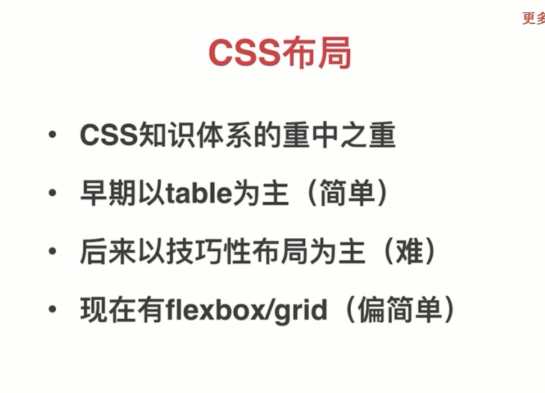 更多
CSS布局
• CSS知识体系的重中之重
• 早期以table为主（简单）
• 后来以技巧性布局为主（难）
• 现在有flexbox/grid（偏简单）